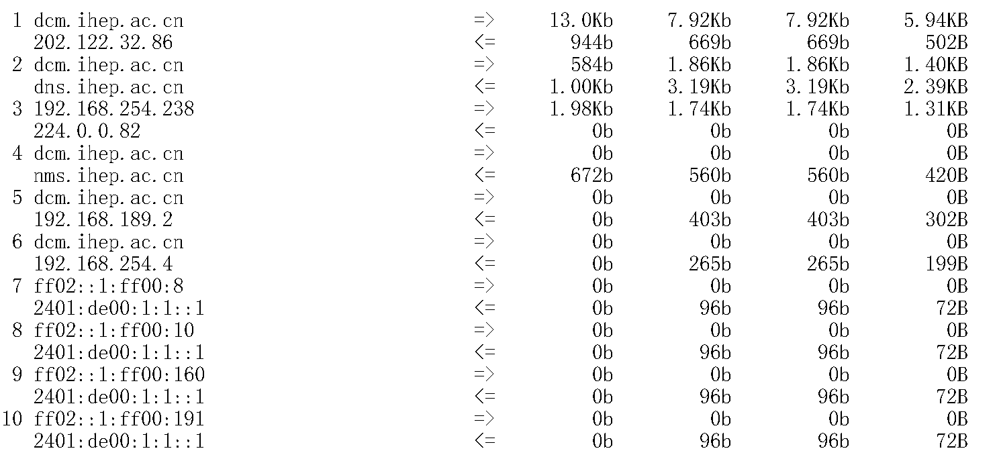 1 dcm.ihep.ac.cn => 13.0Kb 7.92Kb 7.92Kb 5.94KB
202.122.32.86 <= 944b 669b 669b 502B
2 dcm.ihep.ac.cn => 584b 1.86Kb 1.86Kb 1.40KB
dns.ihep.ac.cn <= 1.00Kb 3.19Kb 3.19Kb 2.39KB
3 192.168.254.238 => 1.98Kb 1.74Kb 1.74Kb 1.31KB
224.0.0.82 <= 0b 0b 0b 0B
4 dcm.ihep.ac.cn => 0b 0b 0b 0B
nms.ihep.ac.cn <= 672b 560b 560b 420B
5 dcm.ihep.ac.cn => 0b 0b 0b 0B
192.168.189.2 <= 0b 403b 403b 302B
6 dcm.ihep.ac.cn => 0b 0b 0b 0B
192.168.254.4 <= 0b 265b 265b 199B
7 ff02::1:ff00:8 => 0b 0b 0b 0B
2401:de00:1:1::1 <= 0b 96b 96b 72B
8 ff02::1:ff00:10 => 0b 0b 0b 0B
2401:de00:1:1::1 <= 0b 96b 96b 72B
9 ff02::1:ff00:160 => 0b 0b 0b 0B
2401:de00:1:1::1 <= 0b 96b 96b 72B
10 ff02::1:ff00:191 => 0b 0b 0b 0B
2401:de00:1:1::1 <= 0b 96b 96b 72B